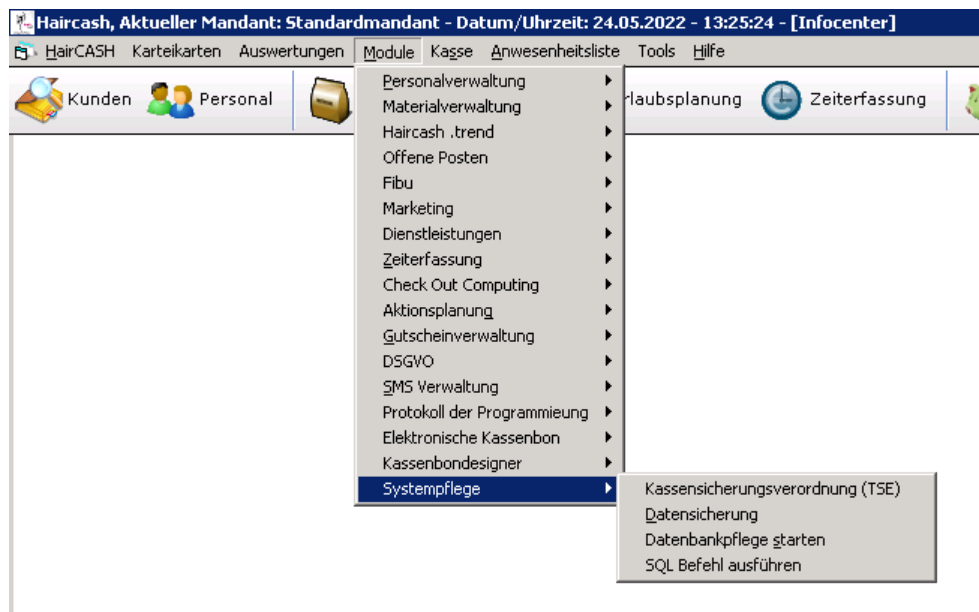 Haircash, Aktueller Mandant: Standardmandant - Datum/Uhrzeit: 24.05.2022 - 13:25:24 - [Infocenter]
HairCASH Karteikarten Auswertungen Module Kasse Anwesenheitsliste Tools Hilfe
Kunden Personal rlaubsplanung Zeiterfassung
Personalverwaltung
Materialverwaltung
Haircash .trend
Offene Posten
Fibu
Marketing
Dienstleistungen
Zeiterfassung
Check Out Computing
Aktionsplanung
Gutscheinverwaltung
DSGVO
SMS Verwaltung
Protokoll der Programmieung
Elektronische Kassenbon
Kassenbondesigner
Systempflege
Kassensicherungsverordnung (TSE)
Datensicherung
Datenbankpflege starten
SQL Befehl ausführen